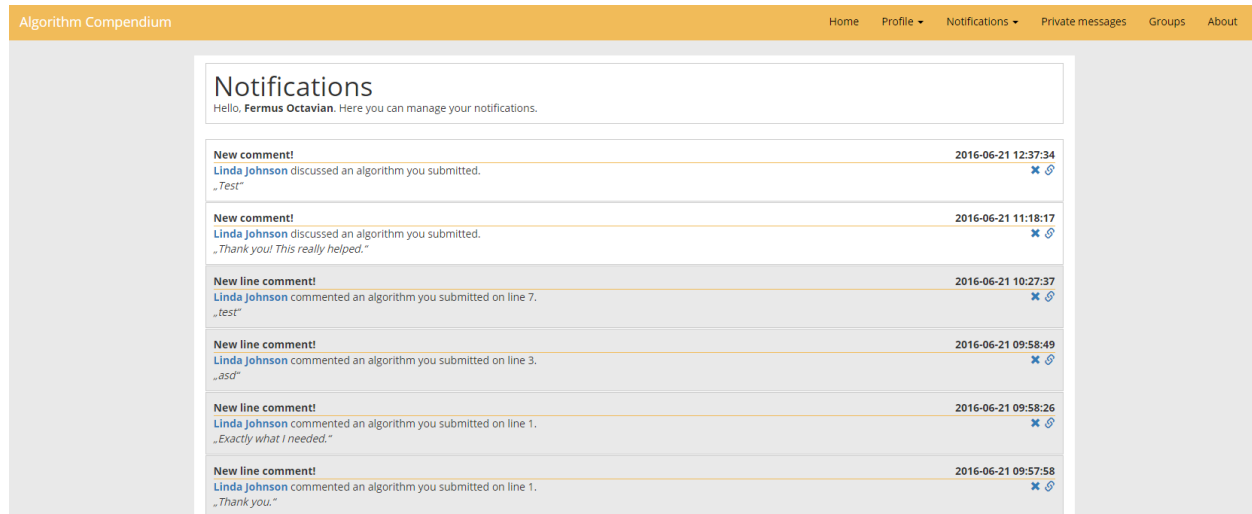 Algorithm Compendium Home Profile Notifications Private messages Groups About
Notifications
Hello, Fermus Octavian. Here you can manage your notifications.
New comment! 2016-06-21 12:37:34
Linda Johnson discussed an algorithm you submitted.
„Test“
New comment! 2016-06-21 11:18:17
Linda Johnson discussed an algorithm you submitted.
„Thank you! This really helped.“
New line comment! 2016-06-21 10:27:37
Linda Johnson commented an algorithm you submitted on line 7.
„test“
New line comment! 2016-06-21 09:58:49
Linda Johnson commented an algorithm you submitted on line 3.
„asd“
New line comment! 2016-06-21 09:58:26
Linda Johnson commented an algorithm you submitted on line 1.
„Exactly what I needed.“
New line comment! 2016-06-21 09:57:58
Linda Johnson commented an algorithm you submitted on line 1.
„Thank you.“